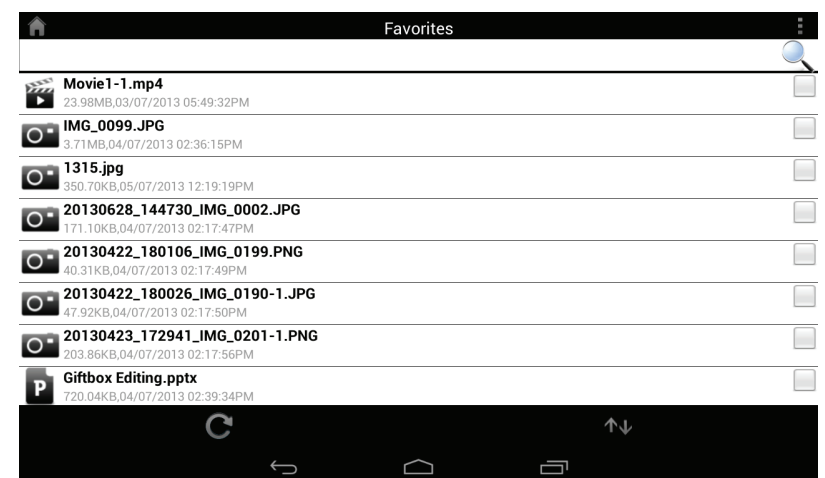 Favorites
Movie1-1.mp4
23.98MB,03/07/2013 05:49:32PM
IMG_0099.JPG
3.71MB,04/07/2013 02:36:15PM
1315.jpg
350.70KB,05/07/2013 12:19:19PM
20130628_144730_IMG_0002.JPG
171.10KB,04/07/2013 02:17:47PM
20130422_180106_IMG_0199.PNG
40.31KB,04/07/2013 02:17:49PM
20130422_180026_IMG_0190-1.JPG
47.92KB,04/07/2013 02:17:50PM
20130423_172941_IMG_0201-1.PNG
203.86KB,04/07/2013 02:17:56PM
P
Giftbox Editing.pptx
720.04KB,04/07/2013 02:39:34PM